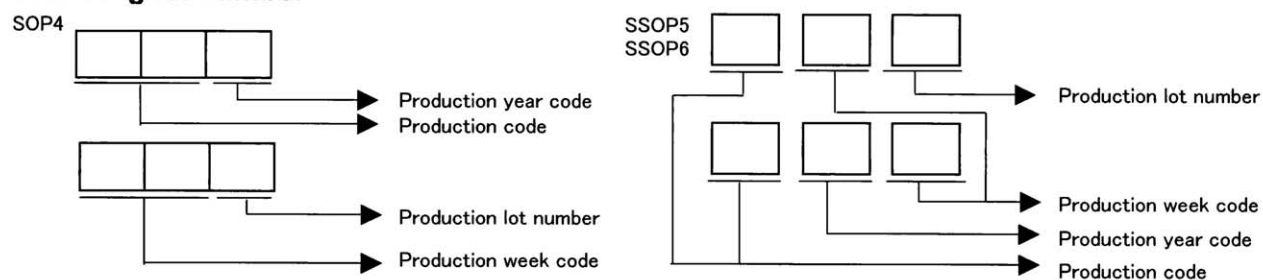 SOP4
Production year code
Production code
Production lot number
Production week code
SSOP5
SSOP6
Production lot number
Production week code
Production year code
Production code